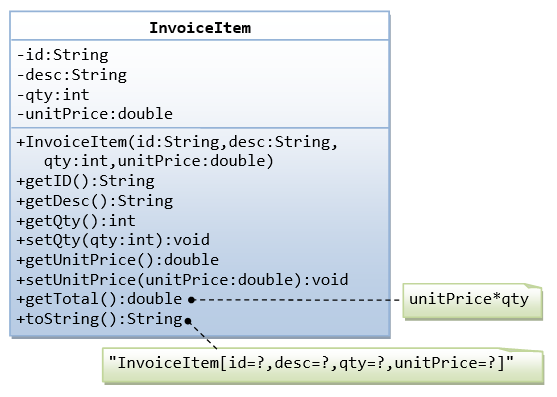 InvoiceItem
-id:String
-desc:String
-qty:int
-unitPrice:double
+InvoiceItem(id:String,desc:String,
qty:int,unitPrice:double)
+getID():String
+getDesc():String
+getQty():int
+setQty(qty:int):void
+getUnitPrice():double
+setUnitPrice(unitPrice:double):void
+getTotal():double
unitPrice*qty
+toString():String
"InvoiceItem[id=?,desc=?,qty=?,unitPrice=?]"